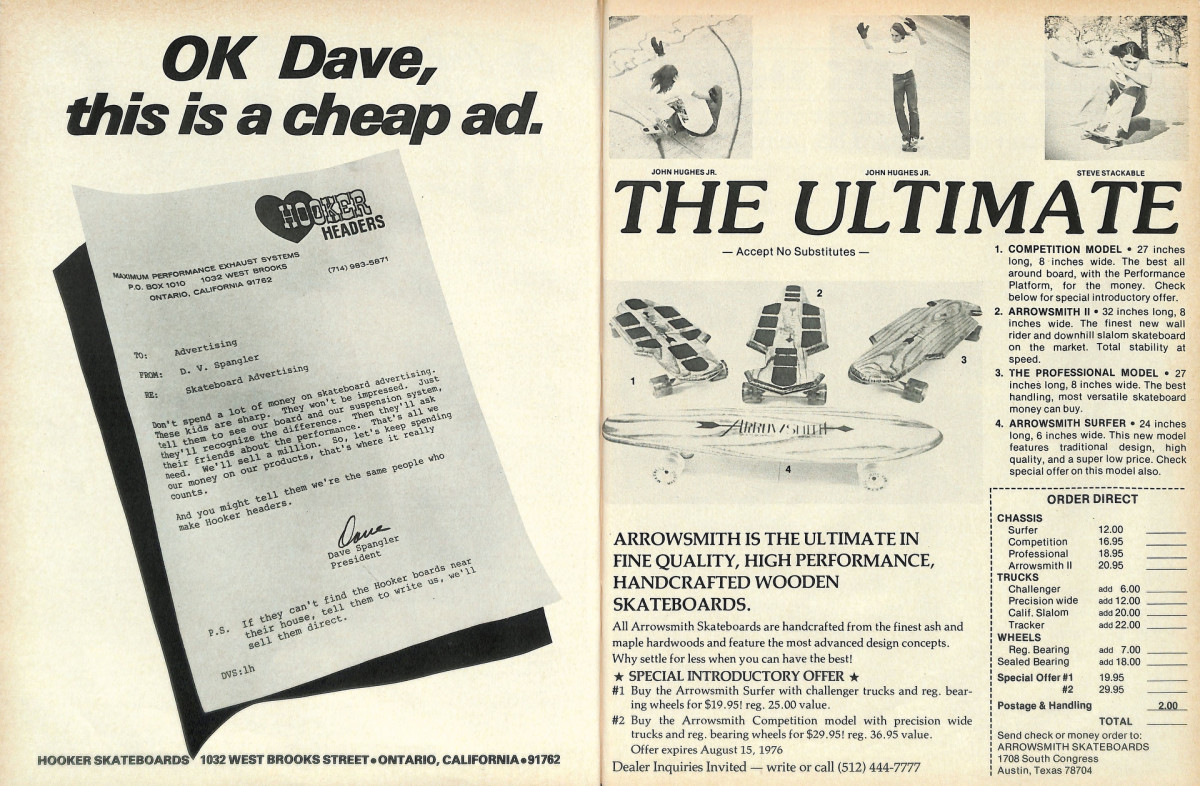 OK Dave,
this is a cheap ad.
HOOKER
HEADERS
MAXIMUM PERFORMANCE EXHAUST SYSTEMS
P.O. BOX 1010 1032 WEST BROOKS (714) 983-5871
ONTARIO, CALIFORNIA 91762
TO: Advertising
FROM: D. V. Spangler
RE: Skateboard Advertising
Don't spend a lot of money on skateboard advertising.
These kids are sharp. They won't be impressed. Just
tell them to see our board and our suspension system,
they'll recognize the difference. Then they'll ask
their friends about the performance. That's all we
need. We'll sell a million. So, let's keep spending
our money on our products, that's where it really
counts.
And you might tell them we're the same people who
make Hooker headers.
Dave
Dave Spangler
President
P.S. If they can't find the Hooker boards near
their house, tell them to write us, we'll
sell them direct.
DVS:lh
HOOKER SKATEBOARDS 1032 WEST BROOKS STREET•ONTARIO, CALIFORNIA•91762
JOHN HUGHES JR. JOHN HUGHES JR. STEVE STACKABLE
THE ULTIMATE
— Accept No Substitutes —
1
2
3
ARROWSMITH
4
1. COMPETITION MODEL • 27 inches
long, 8 inches wide. The best all
around board, with the Performance
Platform, for the money. Check
below for special introductory offer.
2. ARROWSMITH II • 32 inches long, 8
inches wide. The finest new wall
rider and downhill slalom skateboard
on the market. Total stability at
speed.
3. THE PROFESSIONAL MODEL • 27
inches long, 8 inches wide. The best
handling, most versatile skateboard
money can buy.
4. ARROWSMITH SURFER • 24 inches
long, 6 inches wide. This new model
features traditional design, high
quality, and a super low price. Check
special offer on this model also.
ARROWSMITH IS THE ULTIMATE IN
FINE QUALITY, HIGH PERFORMANCE,
HANDCRAFTED WOODEN
SKATEBOARDS.
All Arrowsmith Skateboards are handcrafted from the finest ash and
maple hardwoods and feature the most advanced design concepts.
Why settle for less when you can have the best!
★ SPECIAL INTRODUCTORY OFFER ★
#1 Buy the Arrowsmith Surfer with challenger trucks and reg. bear-
ing wheels for $19.95! reg. 25.00 value.
#2 Buy the Arrowsmith Competition model with precision wide
trucks and reg. bearing wheels for $29.95! reg. 36.95 value.
Offer expires August 15, 1976
Dealer Inquiries Invited — write or call (512) 444-7777
ORDER DIRECT
CHASSIS
Surfer 12.00
Competition 16.95
Professional 18.95
Arrowsmith II 20.95
TRUCKS
Challenger add 6.00
Precision wide add 12.00
Calif. Slalom add 20.00
Tracker add 22.00
WHEELS
Reg. Bearing add 7.00
Sealed Bearing add 18.00
Special Offer #1 19.95
#2 29.95
Postage & Handling 2.00
TOTAL
Send check or money order to:
ARROWSMITH SKATEBOARDS
1708 South Congress
Austin, Texas 78704